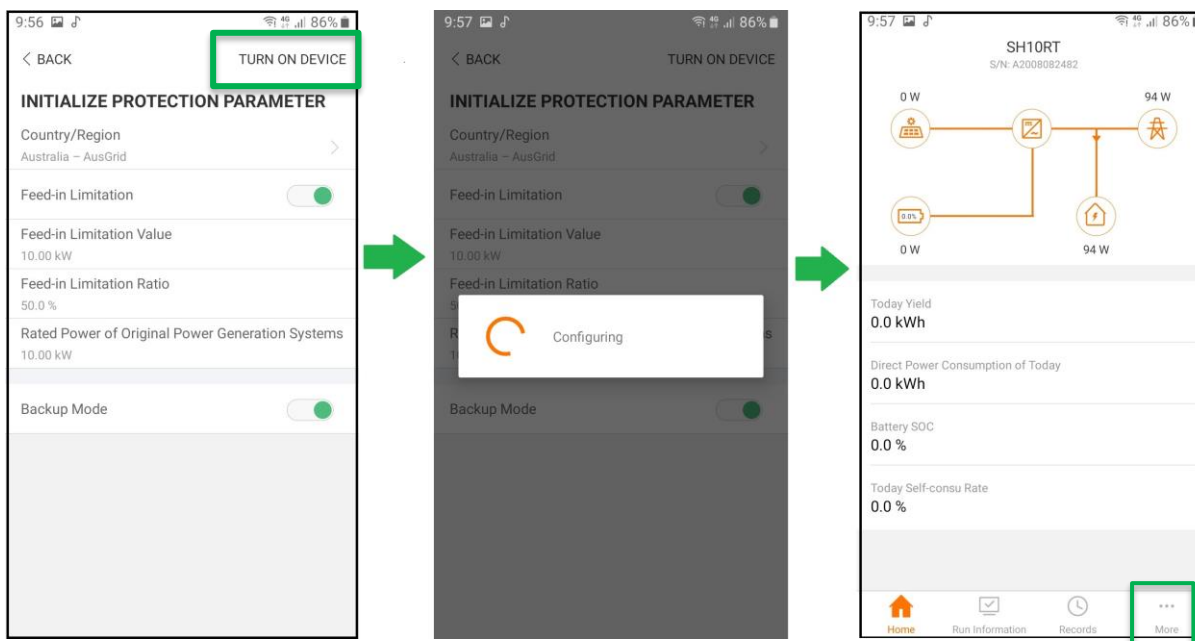 9:56 4G 86%
< BACK TURN ON DEVICE
INITIALIZE PROTECTION PARAMETER
Country/Region
Australia – AusGrid
Feed-in Limitation
Feed-in Limitation Value
10.00 kW
Feed-in Limitation Ratio
50.0 %
Rated Power of Original Power Generation Systems
10.00 kW
Backup Mode
9:57 4G 86%
< BACK TURN ON DEVICE
INITIALIZE PROTECTION PARAMETER
Country/Region
Australia – AusGrid
Feed-in Limitation
Feed-in Limitation Value
10.00 kW
Feed-in Limitation Ratio
Configuring
Backup Mode
9:57 4G 86%
SH10RT
S/N: A2008082482
0 W 94 W
0.0%
0 W 94 W
Today Yield
0.0 kWh
Direct Power Consumption of Today
0.0 kWh
Battery SOC
0.0 %
Today Self-consu Rate
0.0 %
Home Run Information Records More